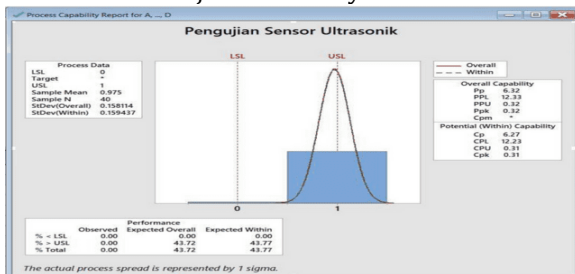 Process Capability Report for A, ..., D
Pengujian Sensor Ultrasonik
LSL USL
Process Data
LSL 0
Target *
USL 1
Sample Mean 0.975
Sample N 40
StDev(Overall) 0.158114
StDev(Within) 0.159437
Overall
Within
Overall Capability
Pp 6.32
PPL 12.33
PPU 0.32
Ppk 0.32
Cpm *
Potential (Within) Capability
Cp 6.27
CPL 12.23
CPU 0.31
Cpk 0.31
0 1
Performance
Observed Expected Overall Expected Within
% < LSL 0.00 0.00 0.00
% > USL 0.00 43.72 43.77
% Total 0.00 43.72 43.77
The actual process spread is represented by 1 sigma.